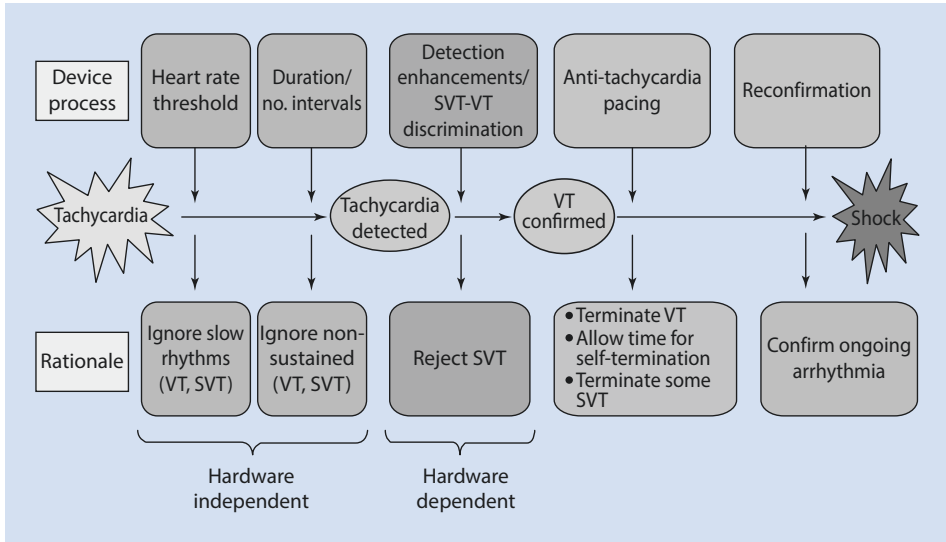 Device
process
Heart rate
threshold
Duration/
no. intervals
Detection
enhancements/
SVT-VT
discrimination
Anti-tachycardia
pacing
Reconfirmation
Tachycardia
Tachycardia
detected
VT
confirmed
Shock
Rationale
Ignore slow
rhythms
(VT, SVT)
Ignore non-
sustained
(VT, SVT)
Reject SVT
• Terminate VT
• Allow time for
self-termination
• Terminate some
SVT
Confirm ongoing
arrhythmia
Hardware
independent
Hardware
dependent